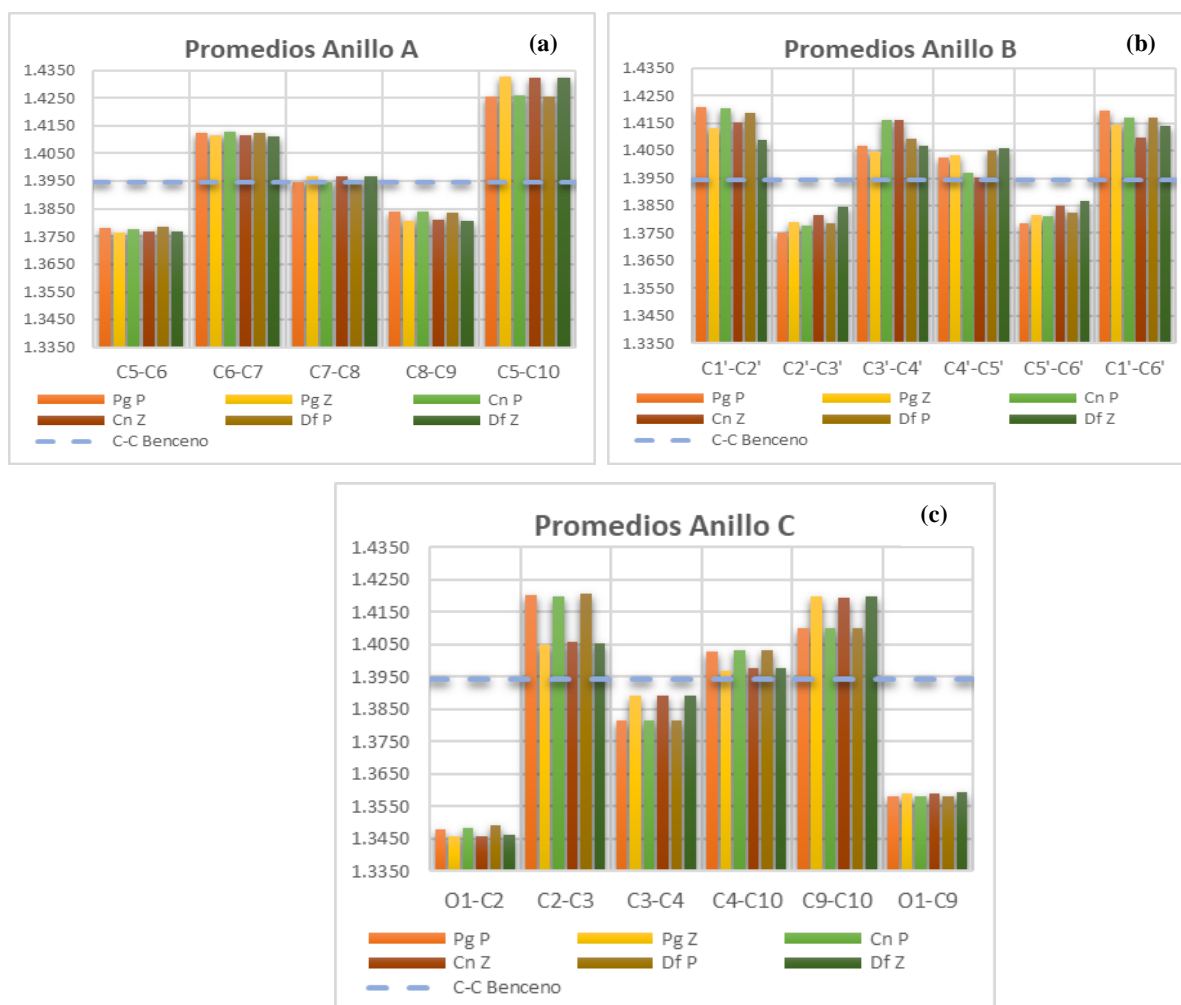 Promedios Anillo A
(a)
1.4350
1.4250
1.4150
1.4050
1.3950
1.3850
1.3750
1.3650
1.3550
1.3450
1.3350
C5-C6 C6-C7 C7-C8 C8-C9 C5-C10
Pg P Pg Z Cn P
Cn Z Df P Df Z
C-C Benceno
Promedios Anillo B
(b)
1.4350
1.4250
1.4150
1.4050
1.3950
1.3850
1.3750
1.3650
1.3550
1.3450
1.3350
C1'-C2' C2'-C3' C3'-C4' C4'-C5' C5'-C6' C1'-C6'
Pg P Pg Z Cn P
Cn Z Df P Df Z
C-C Benceno
Promedios Anillo C
(c)
1.4350
1.4250
1.4150
1.4050
1.3950
1.3850
1.3750
1.3650
1.3550
1.3450
1.3350
O1-C2 C2-C3 C3-C4 C4-C10 C9-C10 O1-C9
Pg P Pg Z Cn P
Cn Z Df P Df Z
C-C Benceno